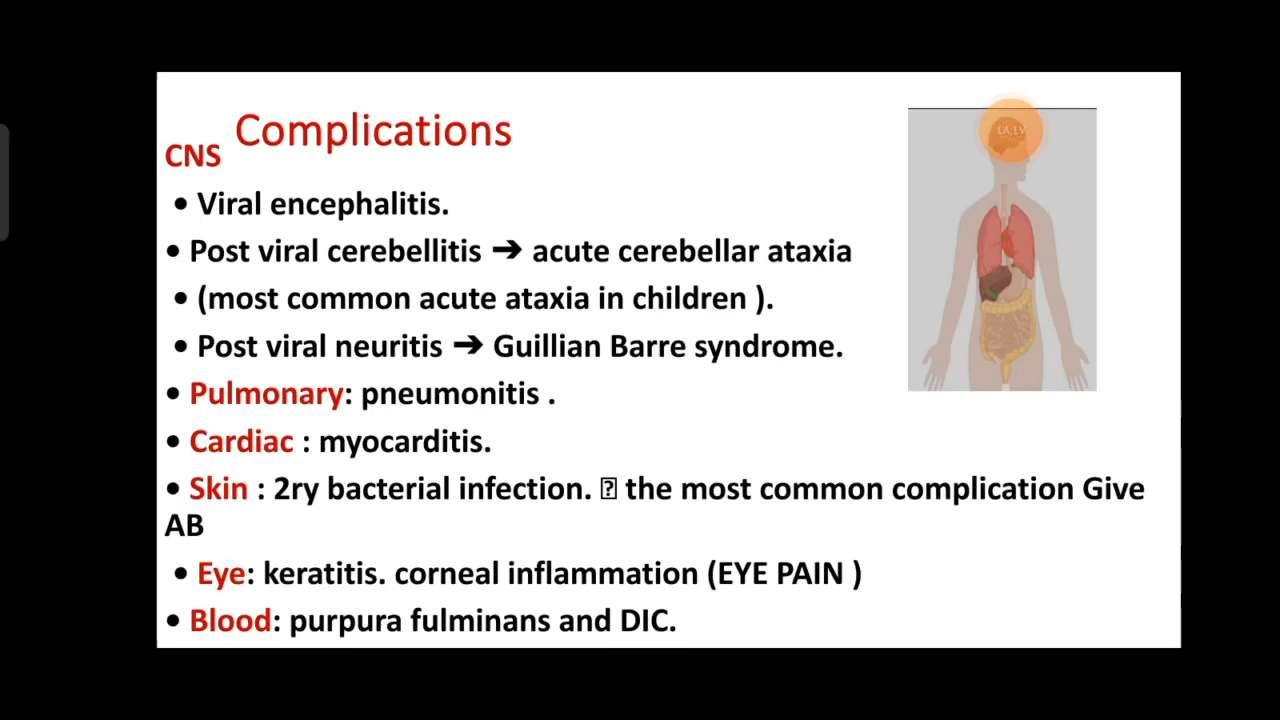 Complications
CNS
• Viral encephalitis.
• Post viral cerebellitis ➔ acute cerebellar ataxia
• (most common acute ataxia in children ).
• Post viral neuritis ➔ Guillian Barre syndrome.
• Pulmonary: pneumonitis .
• Cardiac : myocarditis.
• Skin : 2ry bacterial infection. ⍰ the most common complication Give
AB
• Eye: keratitis. corneal inflammation (EYE PAIN )
• Blood: purpura fulminans and DIC.